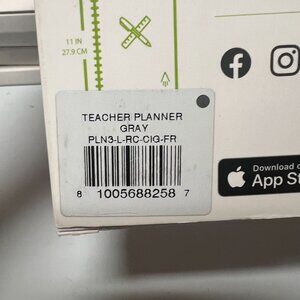 11 IN
27.9 CM
TEACHER PLANNER
GRAY
PLN3-L-RC-CIG-FR
8 1005688258 7
Download o
App St